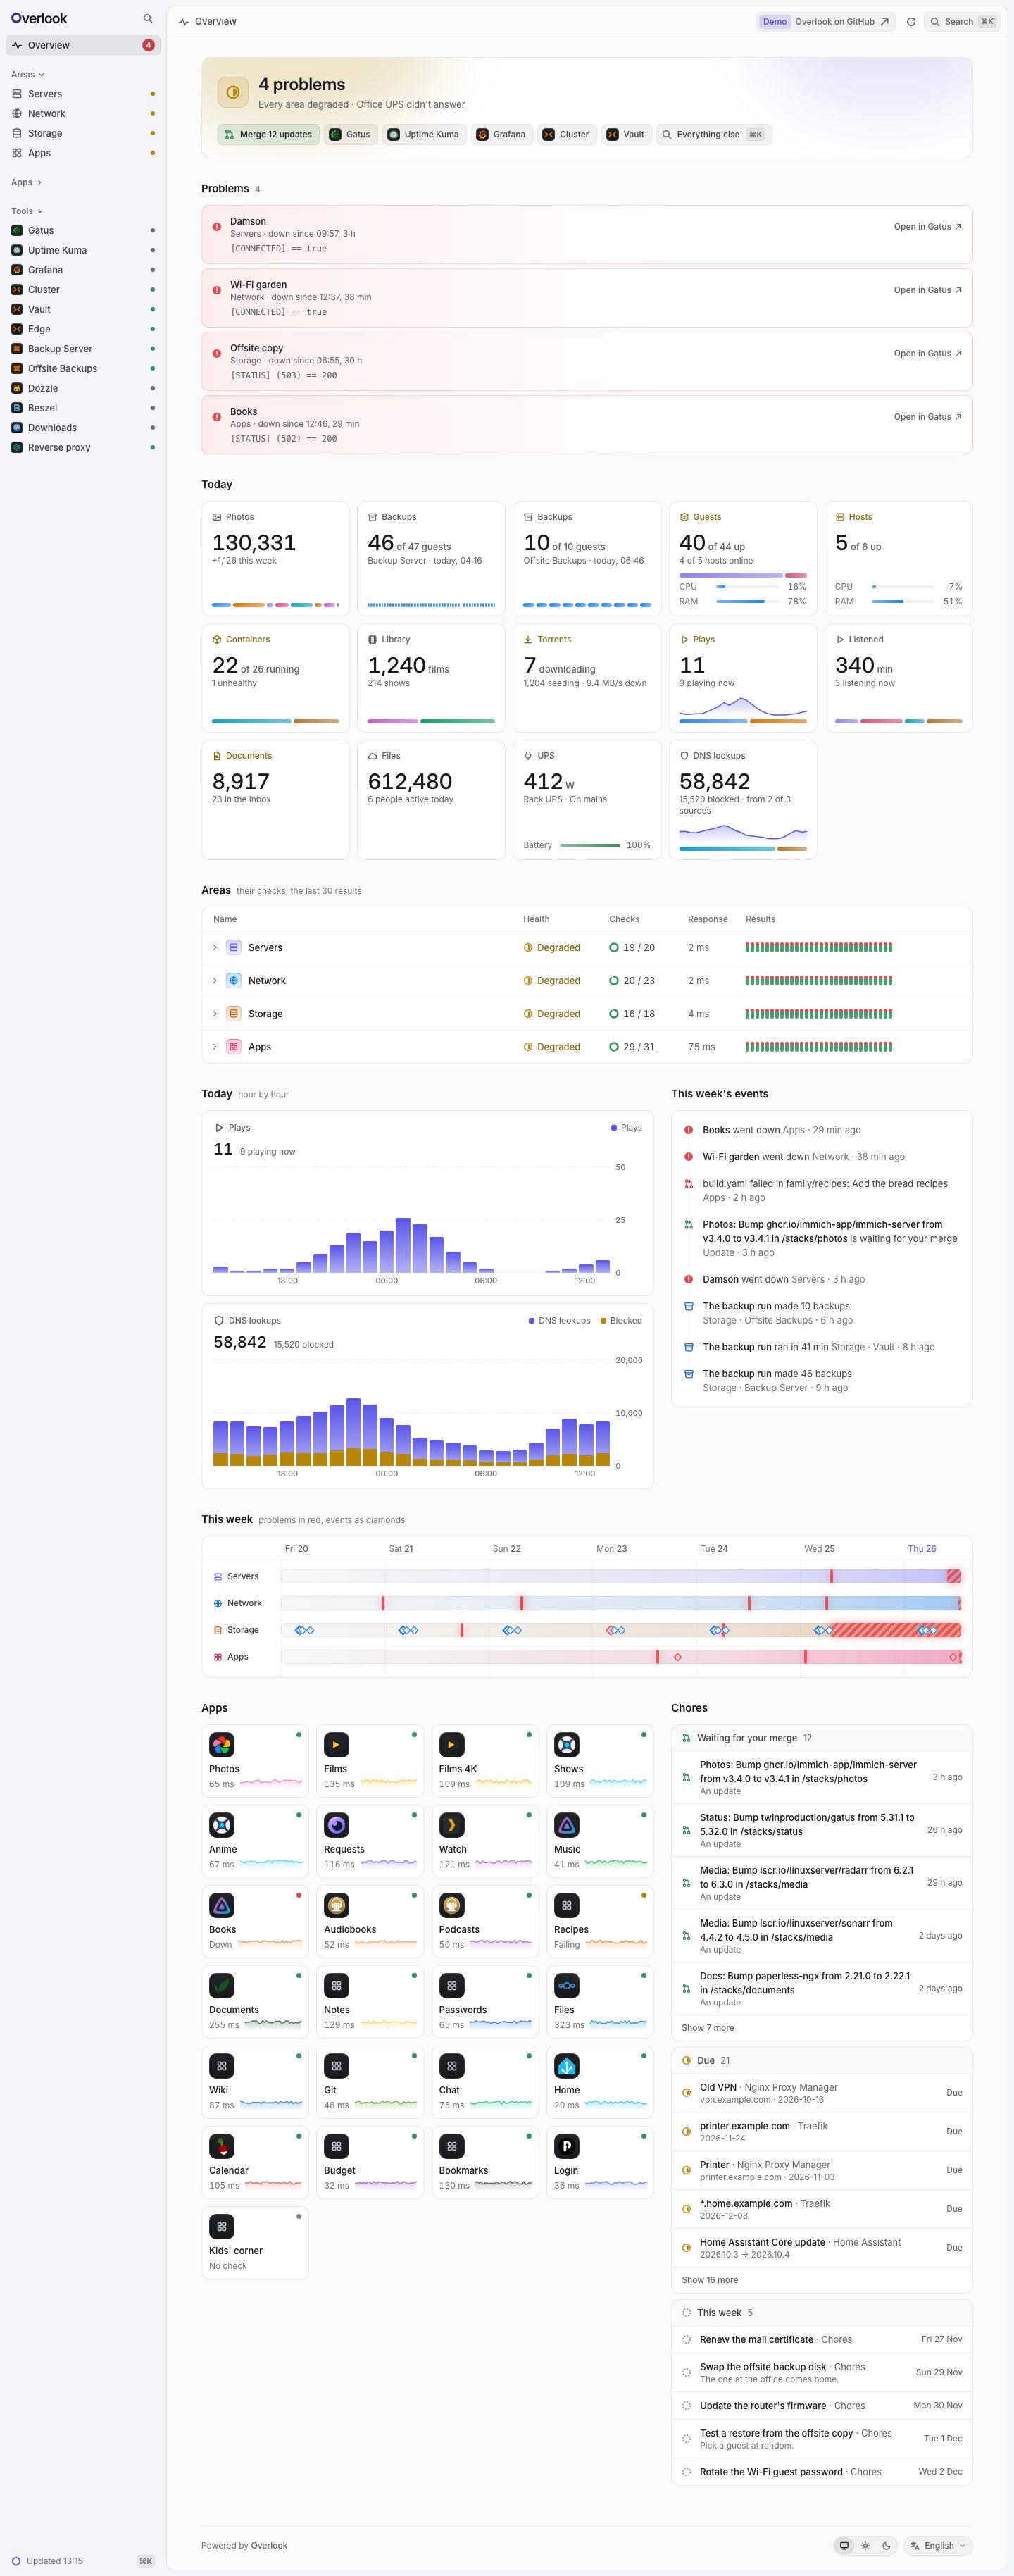 Overlook
Overview 4
Areas
Servers
Network
Storage
Apps
Apps
Tools
Gatus
Uptime Kuma
Grafana
Cluster
Vault
Edge
Backup Server
Offsite Backups
Dozzle
Beszel
Downloads
Reverse proxy
Updated 13:15 ⌘K
Overview
Demo Overlook on GitHub
Search ⌘K
4 problems
Every area degraded · Office UPS didn't answer
Merge 12 updates Gatus Uptime Kuma Grafana Cluster Vault Everything else ⌘K
Problems 4
Damson
Servers · down since 09:57, 3 h
[CONNECTED] == true
Open in Gatus
Wi-Fi garden
Network · down since 12:37, 38 min
[CONNECTED] == true
Open in Gatus
Offsite copy
Storage · down since 06:55, 30 h
[STATUS] (503) == 200
Open in Gatus
Books
Apps · down since 12:46, 29 min
[STATUS] (502) == 200
Open in Gatus
Today
Photos
130,331
+1,126 this week
Backups
46 of 47 guests
Backup Server · today, 04:16
Backups
10 of 10 guests
Offsite Backups · today, 06:46
Guests
40 of 44 up
4 of 5 hosts online
CPU 16%
RAM 78%
Hosts
5 of 6 up
CPU 7%
RAM 51%
Containers
22 of 26 running
1 unhealthy
Library
1,240 films
214 shows
Torrents
7 downloading
1,204 seeding · 9.4 MB/s down
Plays
11
9 playing now
Listened
340 min
3 listening now
Documents
8,917
23 in the inbox
Files
612,480
6 people active today
UPS
412 W
Rack UPS · On mains
Battery 100%
DNS lookups
58,842
15,520 blocked · from 2 of 3
sources
Areas their checks, the last 30 results
Name Health Checks Response Results
Servers Degraded 19 / 20 2 ms
Network Degraded 20 / 23 2 ms
Storage Degraded 16 / 18 4 ms
Apps Degraded 29 / 31 75 ms
Today hour by hour
Plays
Plays
11 9 playing now
50
25
0
18:00 00:00 06:00 12:00
DNS lookups
DNS lookups Blocked
58,842 15,520 blocked
20,000
10,000
0
18:00 00:00 06:00 12:00
This week's events
Books went down Apps · 29 min ago
Wi-Fi garden went down Network · 38 min ago
build.yaml failed in family/recipes: Add the bread recipes
Apps · 2 h ago
Photos: Bump ghcr.io/immich-app/immich-server from
v3.4.0 to v3.4.1 in /stacks/photos is waiting for your merge
Update · 3 h ago
Damson went down Servers · 3 h ago
The backup run made 10 backups
Storage · Offsite Backups · 6 h ago
The backup run ran in 41 min Storage · Vault · 8 h ago
The backup run made 46 backups
Storage · Backup Server · 9 h ago
This week problems in red, events as diamonds
Fri 20 Sat 21 Sun 22 Mon 23 Tue 24 Wed 25 Thu 26
Servers
Network
Storage
Apps
Apps
Photos
65 ms
Films
135 ms
Films 4K
109 ms
Shows
109 ms
Anime
67 ms
Requests
116 ms
Watch
121 ms
Music
41 ms
Books
Down
Audiobooks
52 ms
Podcasts
50 ms
Recipes
Failing
Documents
255 ms
Notes
129 ms
Passwords
65 ms
Files
323 ms
Wiki
87 ms
Git
48 ms
Chat
75 ms
Home
20 ms
Calendar
105 ms
Budget
32 ms
Bookmarks
130 ms
Login
36 ms
Kids' corner
No check
Chores
Waiting for your merge 12
Photos: Bump ghcr.io/immich-app/immich-server
from v3.4.0 to v3.4.1 in /stacks/photos
An update
3 h ago
Status: Bump twinproduction/gatus from 5.31.1 to
5.32.0 in /stacks/status
An update
26 h ago
Media: Bump lscr.io/linuxserver/radarr from 6.2.1
to 6.3.0 in /stacks/media
An update
29 h ago
Media: Bump lscr.io/linuxserver/sonarr from
4.4.2 to 4.5.0 in /stacks/media
An update
2 days ago
Docs: Bump paperless-ngx from 2.21.0 to 2.22.1
in /stacks/documents
An update
2 days ago
Show 7 more
Due 21
Old VPN · Nginx Proxy Manager
vpn.example.com · 2026-10-16
Due
printer.example.com · Traefik
2026-11-24
Due
Printer · Nginx Proxy Manager
printer.example.com · 2026-11-03
Due
*.home.example.com · Traefik
2026-12-08
Due
Home Assistant Core update · Home Assistant
2026.10.3 → 2026.10.4
Due
Show 16 more
This week 5
Renew the mail certificate · Chores Fri 27 Nov
Swap the offsite backup disk · Chores
The one at the office comes home.
Sun 29 Nov
Update the router's firmware · Chores Mon 30 Nov
Test a restore from the offsite copy · Chores
Pick a guest at random.
Tue 1 Dec
Rotate the Wi-Fi guest password · Chores Wed 2 Dec
Powered by Overlook
English